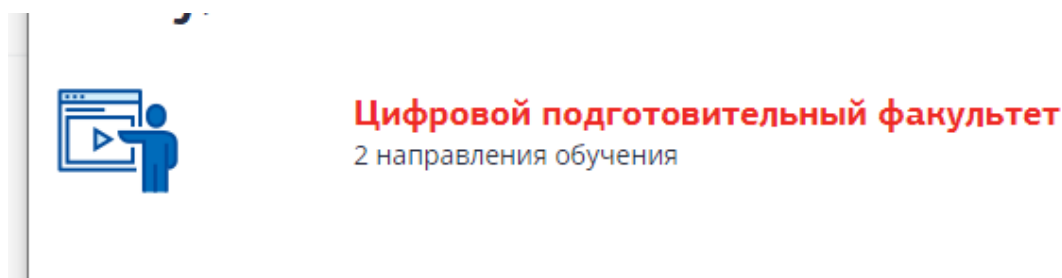 Цифровой подготовительный факультет
2 направления обучения